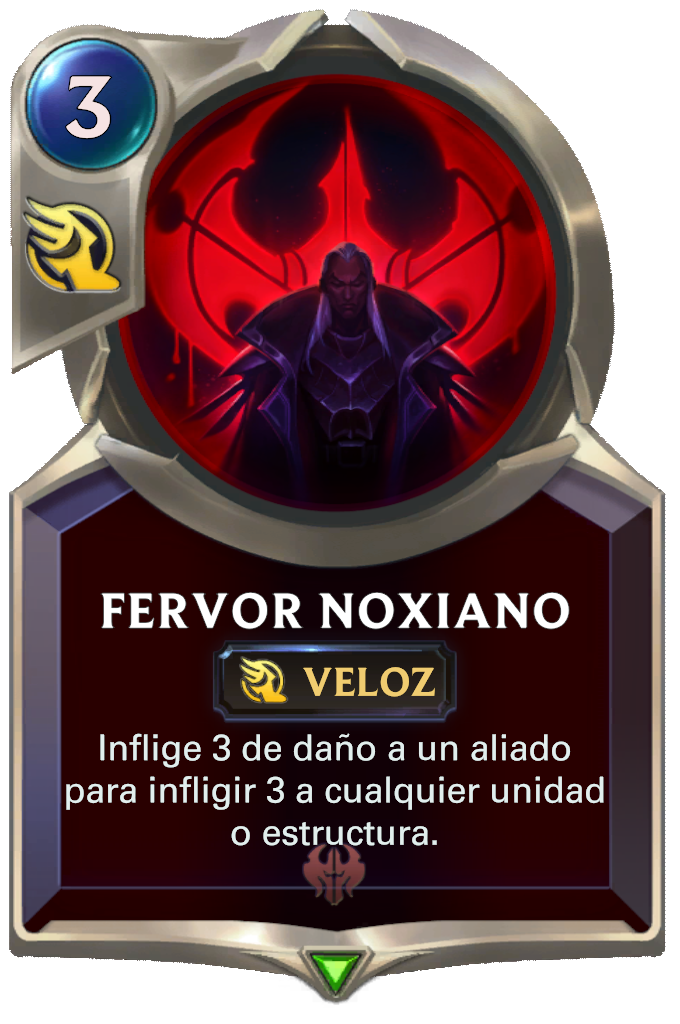 3
FERVOR NOXIANO
VELOZ
Inflige 3 de daño a un aliado
para infligir 3 a cualquier unidad
o estructura.